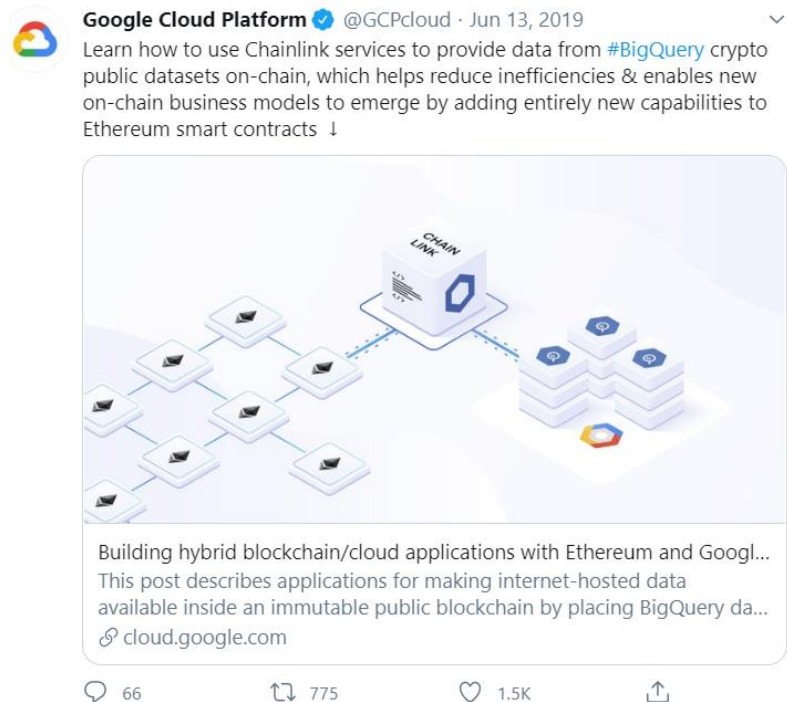 Google Cloud Platform @GCPcloud · Jun 13, 2019
Learn how to use Chainlink services to provide data from #BigQuery crypto
public datasets on-chain, which helps reduce inefficiencies & enables new
on-chain business models to emerge by adding entirely new capabilities to
Ethereum smart contracts ↓
CHAIN
LINK
</>
</>
Building hybrid blockchain/cloud applications with Ethereum and Googl...
This post describes applications for making internet-hosted data
available inside an immutable public blockchain by placing BigQuery da...
cloud.google.com
66 775 1.5K